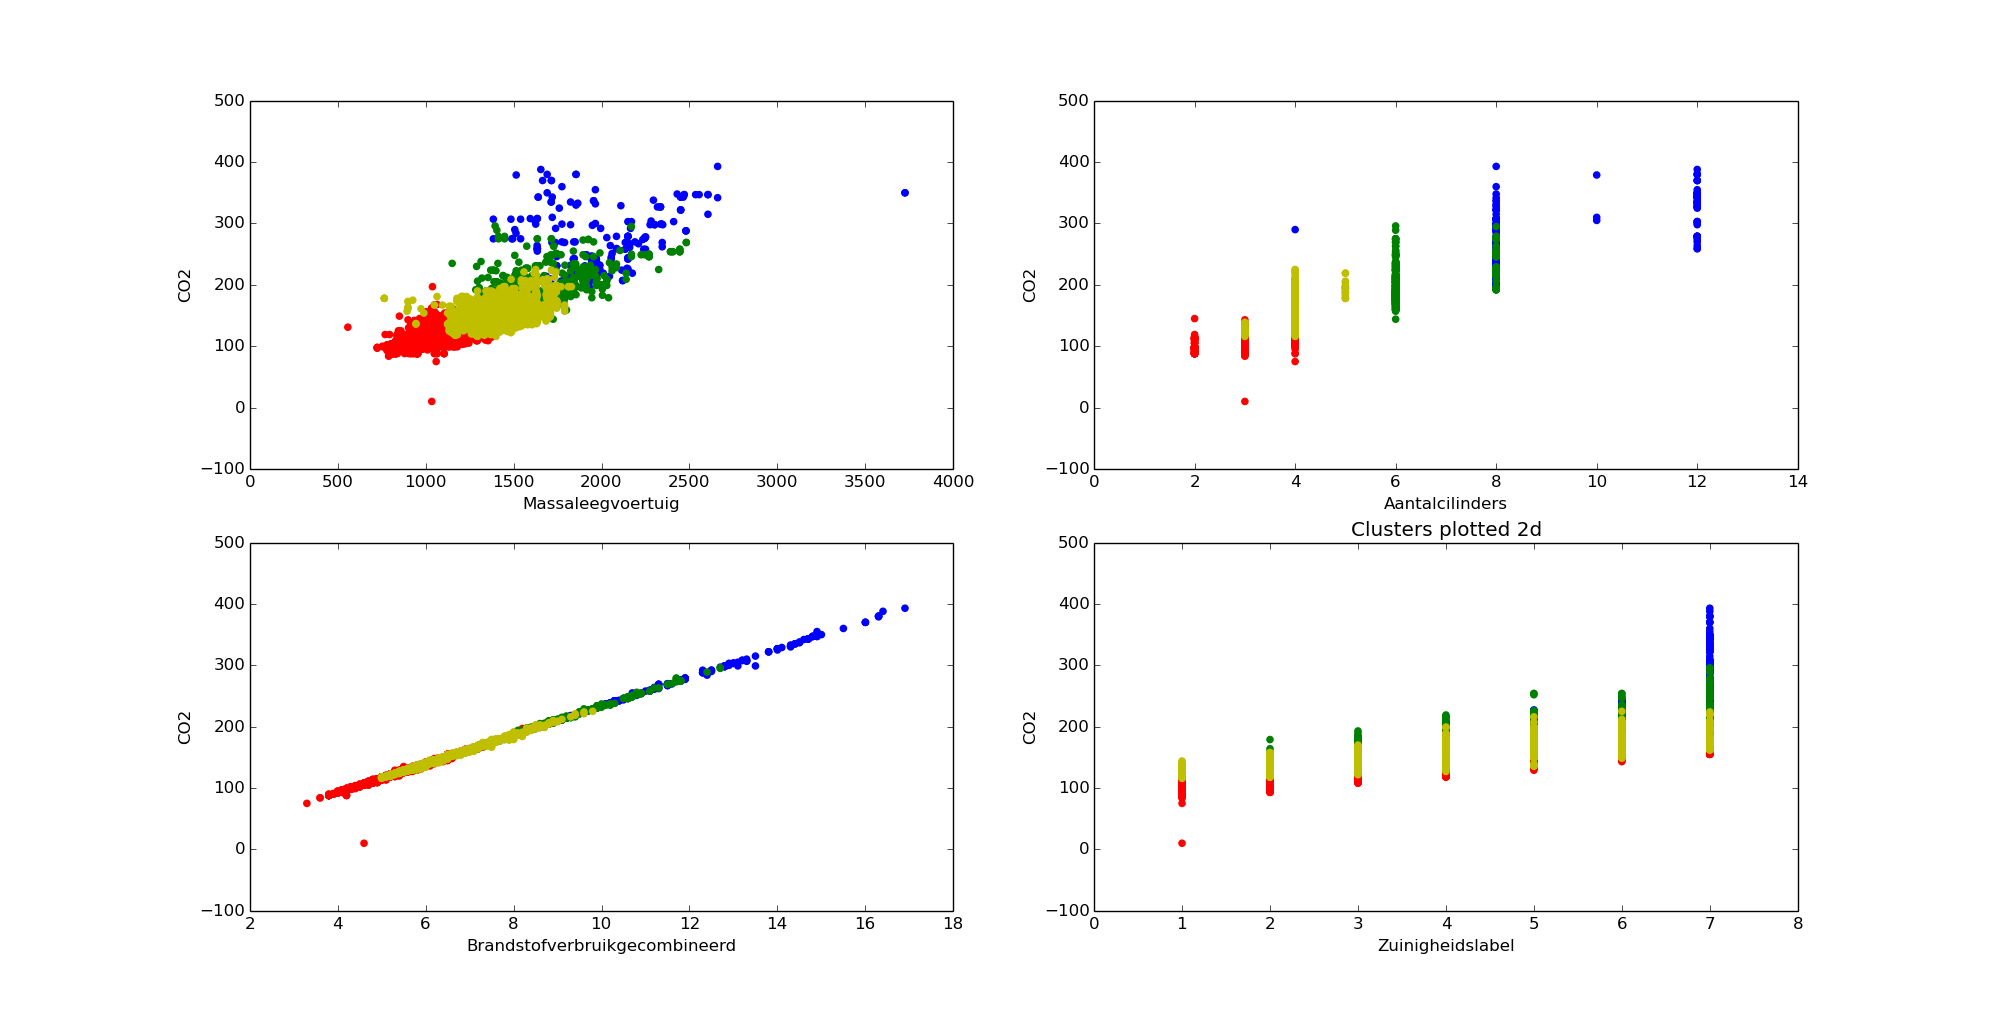 500
400
300
200
100
0
−100
CO2
0 500 1000 1500 2000 2500 3000 3500 4000
Massaleegvoertuig
500
400
300
200
100
0
−100
CO2
0 2 4 6 8 10 12 14
Aantalcilinders
500
400
300
200
100
0
−100
CO2
2 4 6 8 10 12 14 16 18
Brandstofverbruikgecombineerd
Clusters plotted 2d
500
400
300
200
100
0
−100
CO2
0 1 2 3 4 5 6 7 8
Zuinigheidslabel